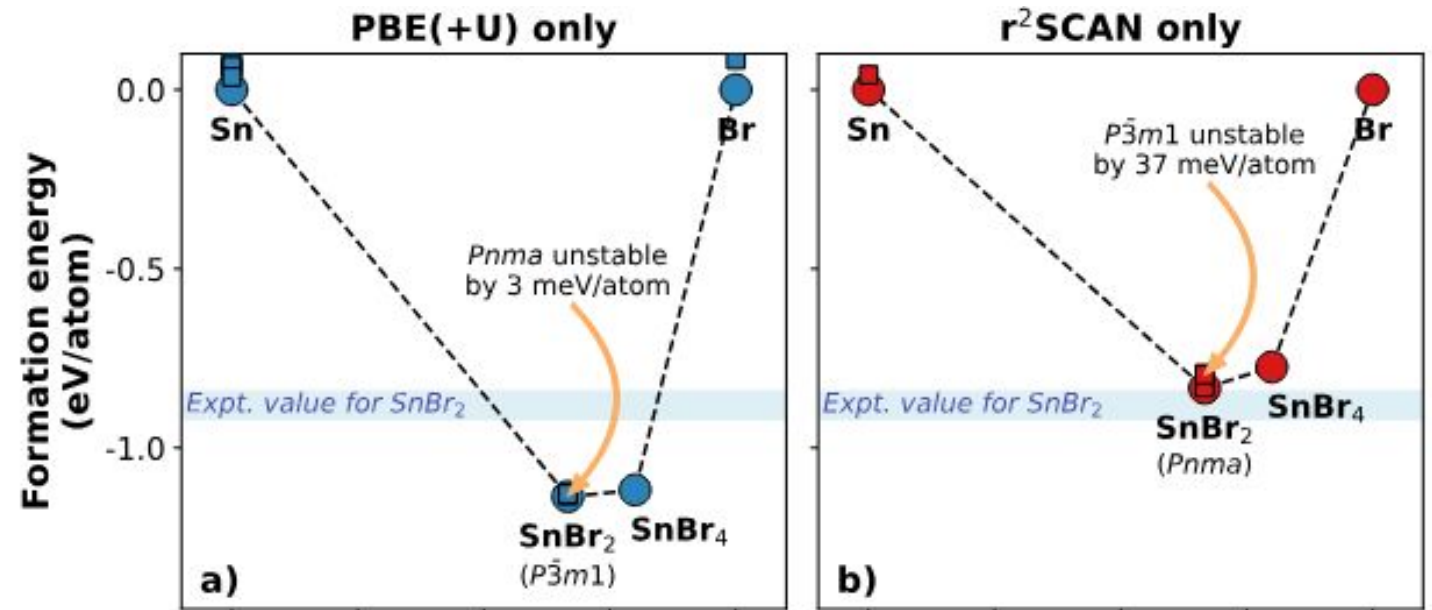 PBE(+U) only
r²SCAN only
Formation energy
(eV/atom)
0.0
-0.5
-1.0
Sn
Br
Pnma unstable
by 3 meV/atom
Expt. value for SnBr₂
SnBr₂
(P3̄m1)
SnBr₄
a)
Sn
Br
P3̄m1 unstable
by 37 meV/atom
Expt. value for SnBr₂
SnBr₂
(Pnma)
SnBr₄
b)